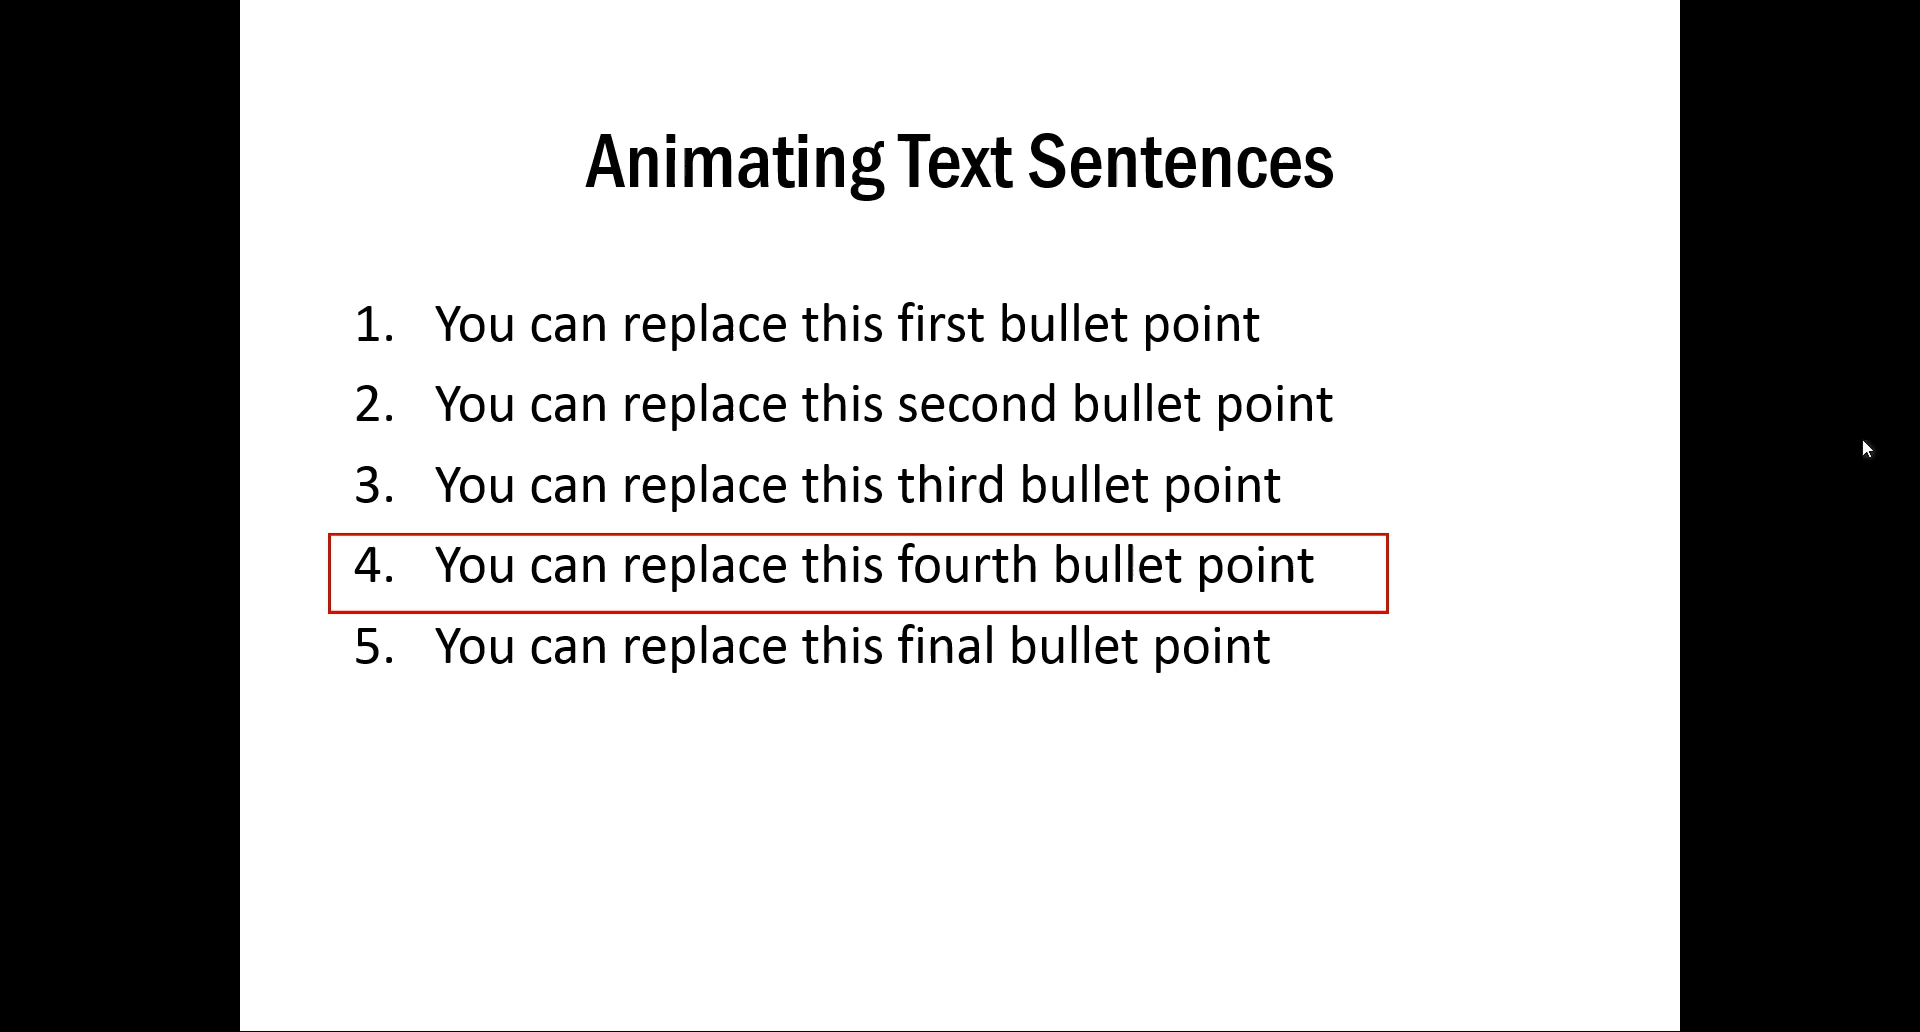 Animating Text Sentences
1. You can replace this first bullet point
2. You can replace this second bullet point
3. You can replace this third bullet point
4. You can replace this fourth bullet point
5. You can replace this final bullet point